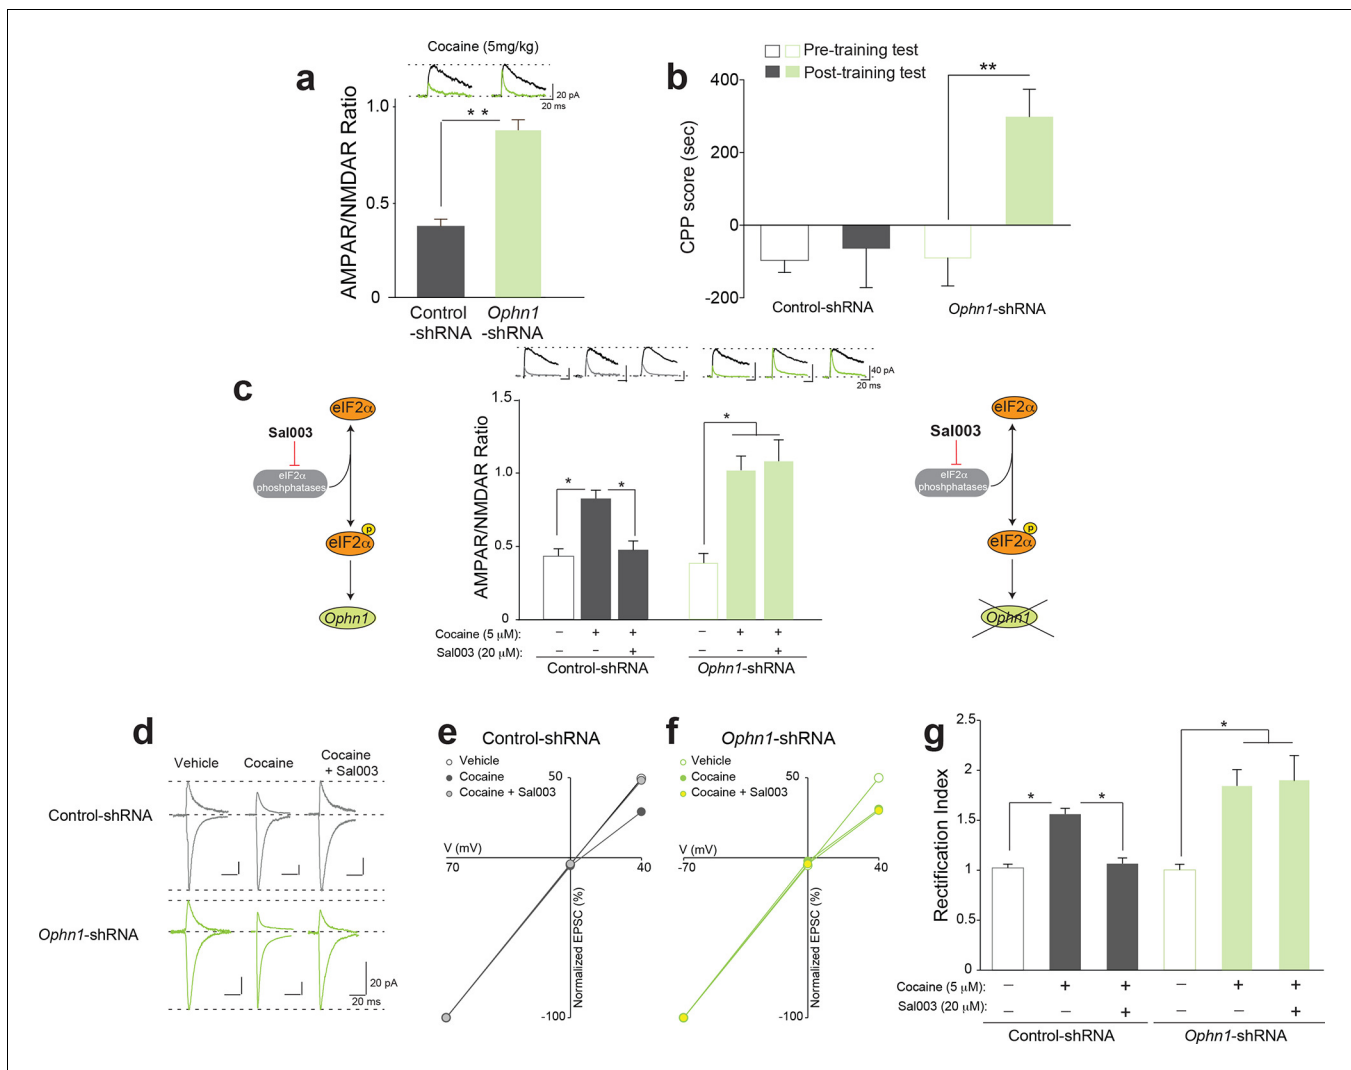 a
Cocaine (5mg/kg)
20 pA
20 ms
AMPAR/NMDAR Ratio
1.0
0.5
0
* *
Control
-shRNA
Ophn1
-shRNA
b
Pre-training test
Post-training test
CPP score (sec)
400
200
0
-200
**
Control-shRNA
Ophn1-shRNA
c
eIF2α
Sal003
eIF2α
phoshphatases
eIF2α
p
Ophn1
40 pA
20 ms
AMPAR/NMDAR Ratio
1.5
1.0
0.5
0
*
*
*
Cocaine (5 μM): – + + – + +
Sal003 (20 μM): – – + – – +
Control-shRNA
Ophn1-shRNA
eIF2α
Sal003
eIF2α
phoshphatases
eIF2α
p
Ophn1
d
Vehicle
Cocaine
Cocaine
+ Sal003
Control-shRNA
Ophn1-shRNA
20 pA
20 ms
e
Control-shRNA
Vehicle
Cocaine
Cocaine + Sal003
50
V (mV)
70
40
Normalized EPSC (%)
-100
f
Ophn1-shRNA
Vehicle
Cocaine
Cocaine + Sal003
50
V (mV)
-70
40
Normalized EPSC (%)
-100
g
Rectification Index
2.5
2
1.5
1
0.5
0
*
*
*
Cocaine (5 μM): – + + – + +
Sal003 (20 μM): – – + – – +
Control-shRNA
Ophn1-shRNA